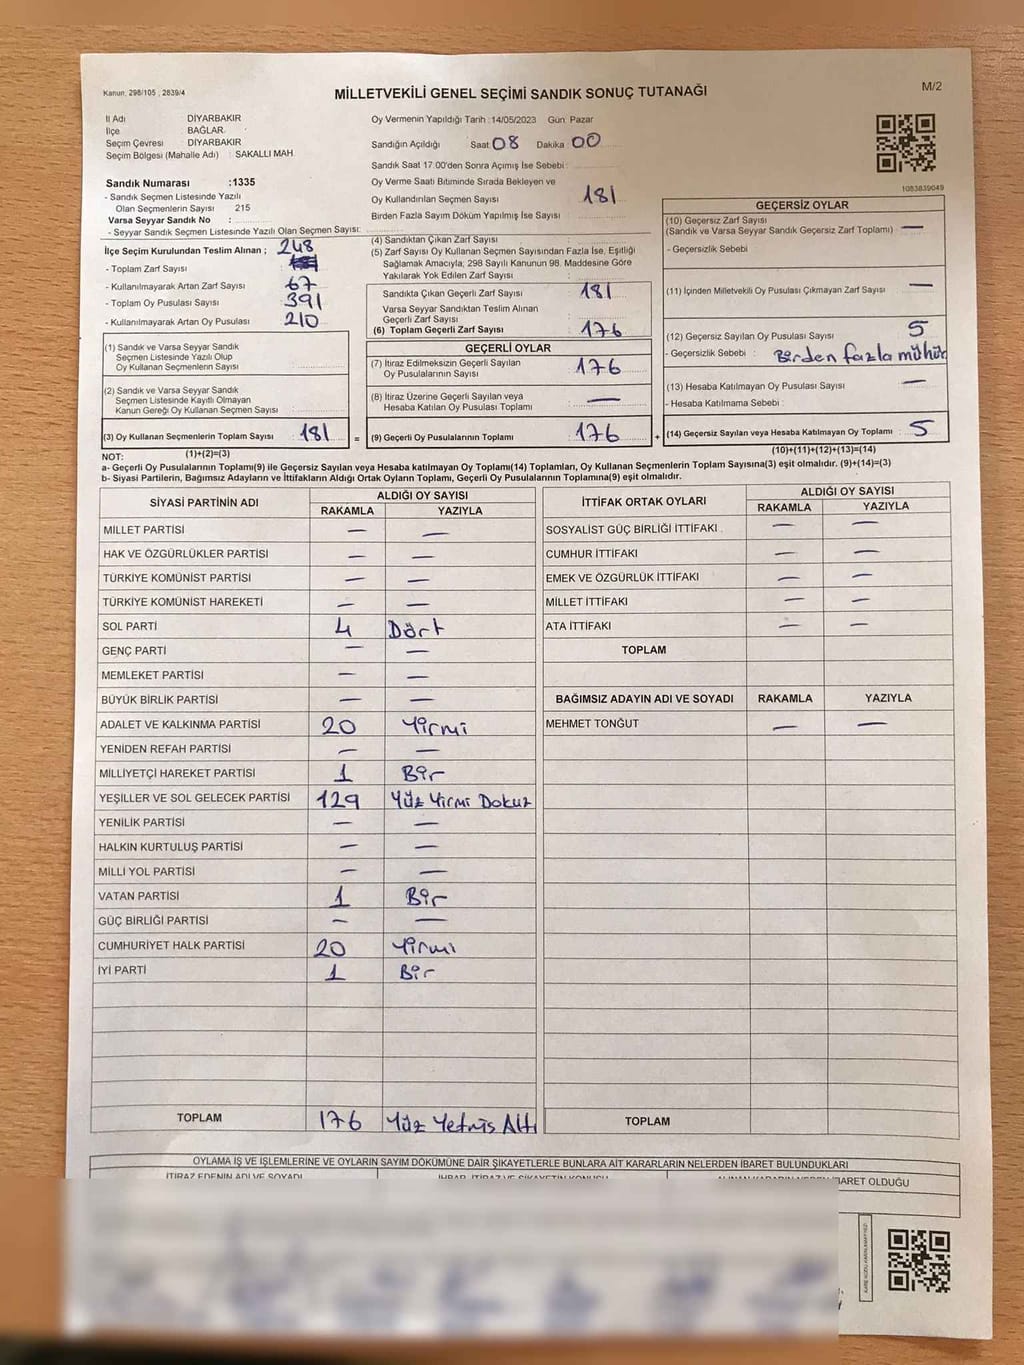 Kanun, 298/105 ; 2839/4
MİLLETVEKİLİ GENEL SEÇİMİ SANDIK SONUÇ TUTANAĞI
M/2
İl Adı DİYARBAKIR
İlçe BAĞLAR
Seçim Çevresi DİYARBAKIR
Seçim Bölgesi (Mahalle Adı) : SAKALLI MAH.
Sandık Numarası :1335
- Sandık Seçmen Listesinde Yazılı
Olan Seçmenlerin Sayısı 215
Varsa Seyyar Sandık No :
- Seyyar Sandık Seçmen Listesinde Yazılı Olan Seçmen Sayısı:
Oy Vermenin Yapıldığı Tarih : 14/05/2023 Gün: Pazar
Sandığın Açıldığı Saat: 08 Dakika: 00
Sandık Saat 17:00'den Sonra Açımış İse Sebebi :
Oy Verme Saati Bitiminde Sırada Bekleyen ve
Oy Kullandırılan Seçmen Sayısı : 181
Birden Fazla Sayım Döküm Yapılmış İse Sayısı :
1083839049
İlçe Seçim Kurulundan Teslim Alınan ; 248
- Toplam Zarf Sayısı
- Kullanılmayarak Artan Zarf Sayısı : 67
- Toplam Oy Pusulası Sayısı : 391
- Kullanılmayarak Artan Oy Pusulası : 210
(4) Sandıktan Çıkan Zarf Sayısı :
(5) Zarf Sayısı Oy Kullanan Seçmen Sayısından Fazla İse, Eşitliği
Sağlamak Amacıyla; 298 Sayılı Kanunun 98. Maddesine Göre
Yakılarak Yok Edilen Zarf Sayısı :
Sandıkta Çıkan Geçerli Zarf Sayısı : 181
Varsa Seyyar Sandıktan Teslim Alınan
Geçerli Zarf Sayısı :
(6) Toplam Geçerli Zarf Sayısı : 176
GEÇERSİZ OYLAR
(10) Geçersiz Zarf Sayısı
(Sandık ve Varsa Seyyar Sandık Geçersiz Zarf Toplamı) : —
- Geçersizlik Sebebi :
(11) İçinden Milletvekili Oy Pusulası Çıkmayan Zarf Sayısı : —
(12) Geçersiz Sayılan Oy Pusulası Sayısı : 5
- Geçersizlik Sebebi : Birden fazla mühür
(13) Hesaba Katılmayan Oy Pusulası Sayısı : —
- Hesaba Katılmama Sebebi :
(14) Geçersiz Sayılan veya Hesaba Katılmayan Oy Toplamı : 5
(10)+(11)+(12)+(13)=(14)
(1) Sandık ve Varsa Seyyar Sandık
Seçmen Listesinde Yazılı Olup
Oy Kullanan Seçmenlerin Sayısı :
(2) Sandık ve Varsa Seyyar Sandık
Seçmen Listesinde Kayıtlı Olmayan
Kanun Gereği Oy Kullanan Seçmen Sayısı :
(3) Oy Kullanan Seçmenlerin Toplam Sayısı : 181 =
GEÇERLİ OYLAR
(7) İtiraz Edilmeksizin Geçerli Sayılan
Oy Pusulalarının Sayısı : 176
(8) İtiraz Üzerine Geçerli Sayılan veya
Hesaba Katılan Oy Pusulası Toplamı : —
(9) Geçerli Oy Pusulalarının Toplamı : 176 +
NOT: (1)+(2)=(3)
a- Geçerli Oy Pusulalarının Toplamı(9) ile Geçersiz Sayılan veya Hesaba katılmayan Oy Toplamı(14) Toplamları, Oy Kullanan Seçmenlerin Toplam Sayısına(3) eşit olmalıdır. (9)+(14)=(3)
b- Siyasi Partilerin, Bağımsız Adayların ve İttifakların Aldığı Ortak Oyların Toplamı, Geçerli Oy Pusulalarının Toplamına(9) eşit olmalıdır.
SİYASİ PARTİNİN ADI ALDIĞI OY SAYISI
RAKAMLA YAZIYLA
MİLLET PARTİSİ — —
HAK VE ÖZGÜRLÜKLER PARTİSİ — —
TÜRKİYE KOMÜNİST PARTİSİ — —
TÜRKİYE KOMÜNİST HAREKETİ — —
SOL PARTİ 4 Dört
GENÇ PARTİ — —
MEMLEKET PARTİSİ — —
BÜYÜK BİRLİK PARTİSİ — —
ADALET VE KALKINMA PARTİSİ 20 Yirmi
YENİDEN REFAH PARTİSİ — —
MİLLİYETÇİ HAREKET PARTİSİ 1 Bir
YEŞİLLER VE SOL GELECEK PARTİSİ 129 Yüz Yirmi Dokuz
YENİLİK PARTİSİ — —
HALKIN KURTULUŞ PARTİSİ — —
MİLLİ YOL PARTİSİ — —
VATAN PARTİSİ 1 Bir
GÜÇ BİRLİĞİ PARTİSİ — —
CUMHURİYET HALK PARTİSİ 20 Yirmi
İYİ PARTİ 1 Bir
TOPLAM 176 Yüz Yetmiş Altı
İTTİFAK ORTAK OYLARI ALDIĞI OY SAYISI
RAKAMLA YAZIYLA
SOSYALİST GÜÇ BİRLİĞİ İTTİFAKI — —
CUMHUR İTTİFAKI — —
EMEK VE ÖZGÜRLÜK İTTİFAKI — —
MİLLET İTTİFAKI — —
ATA İTTİFAKI — —
TOPLAM
BAĞIMSIZ ADAYIN ADI VE SOYADI RAKAMLA YAZIYLA
MEHMET TONĞUT — —
TOPLAM
OYLAMA İŞ VE İŞLEMLERİNE VE OYLARIN SAYIM DÖKÜMÜNE DAİR ŞİKAYETLERLE BUNLARA AİT KARARLARIN NELERDEN İBARET BULUNDUKLARI
İTİRAZ EDENİN ADI VE SOYADI
İHBAR, İTİRAZ VE ŞİKAYETİN KONUSU
İBARET OLDUĞU